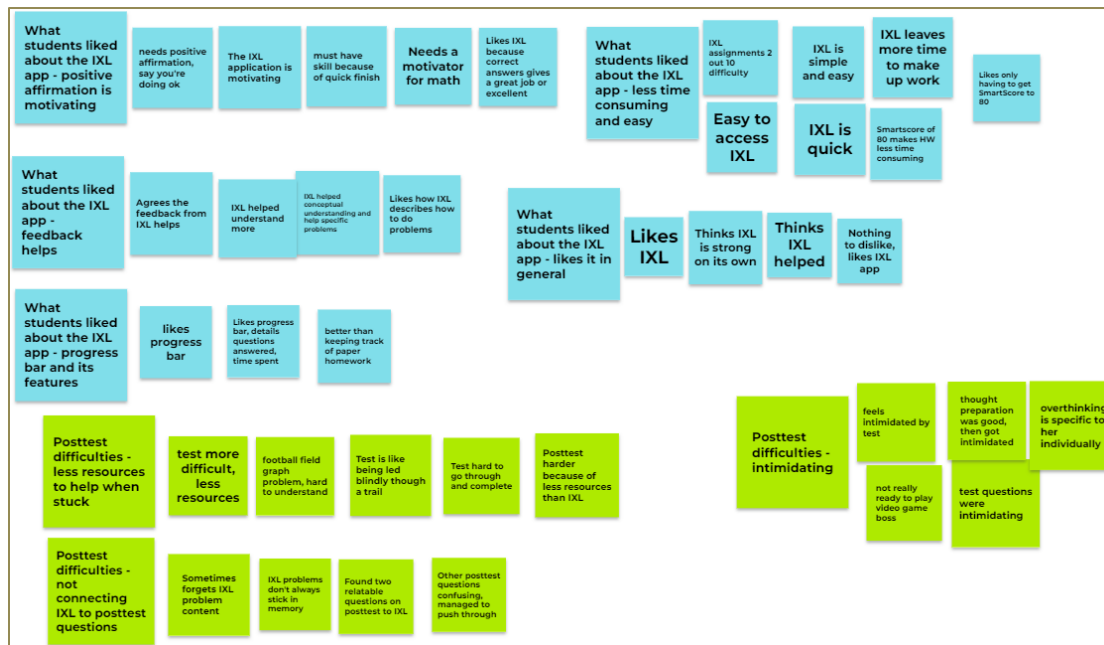 What
students liked
about the IXL
app - positive
affirmation is
motivating
needs positive
affirmation,
say you're
doing ok
The IXL
application is
motivating
must have
skill because
of quick
finish
Needs a
motivator
for math
Likes IXL
because
correct
answers gives
a great job or
excellent
What
students liked
about the IXL
app - less time
consuming
and easy
IXL
assignments 2
out 10
difficulty
IXL is
simple
and easy
IXL leaves
more time
to make
up work
Likes only
having to get
SmartScore to
80
Easy to
access
IXL
IXL is
quick
Smartscore of
80 makes HW
less time
consuming
What
students liked
about the IXL
app -
feedback
helps
Agrees the
feedback from
IXL helps
IXL helped
understand
more
IXL helped
conceptual
understanding and
help specific
problems
Likes how IXL
describes how
to do
problems
What
students liked
about the IXL
app - likes it in
general
Likes
IXL
Thinks IXL
is strong
on its own
Thinks
IXL
helped
Nothing
to dislike,
likes IXL
app
What
students liked
about the IXL
app - progress
bar and its
features
likes
progress
bar
Likes progress
bar, details
questions
answered,
time spent
better than
keeping track
of paper
homework
Posttest
difficulties -
less resources
to help when
stuck
test more
difficult,
less
resources
football field
graph
problem, hard
to understand
Test is like
being led
blindly though
a trail
Test hard to
go through
and complete
Posttest
harder
because of
less resources
than IXL
Posttest
difficulties -
intimidating
feels
intimidated by
test
thought
preparation
was good,
then got
intimidated
overthinking
is specific to
her
individually
not really
ready to play
video game
boss
test questions
were
intimidating
Posttest
difficulties -
not
connecting
IXL to posttest
questions
Sometimes
forgets IXL
problem
content
IXL problems
don't always
stick in
memory
Found two
relatable
questions on
posttest to IXL
Other posttest
questions
confusing,
managed to
push through